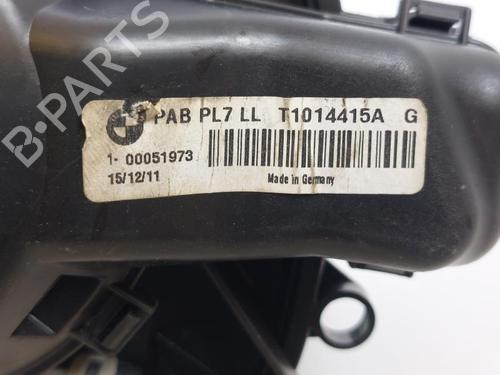 PAB PL7 LL T1014415A G
1- 00051973
15/12/11
Made in Germany
B-PARTS